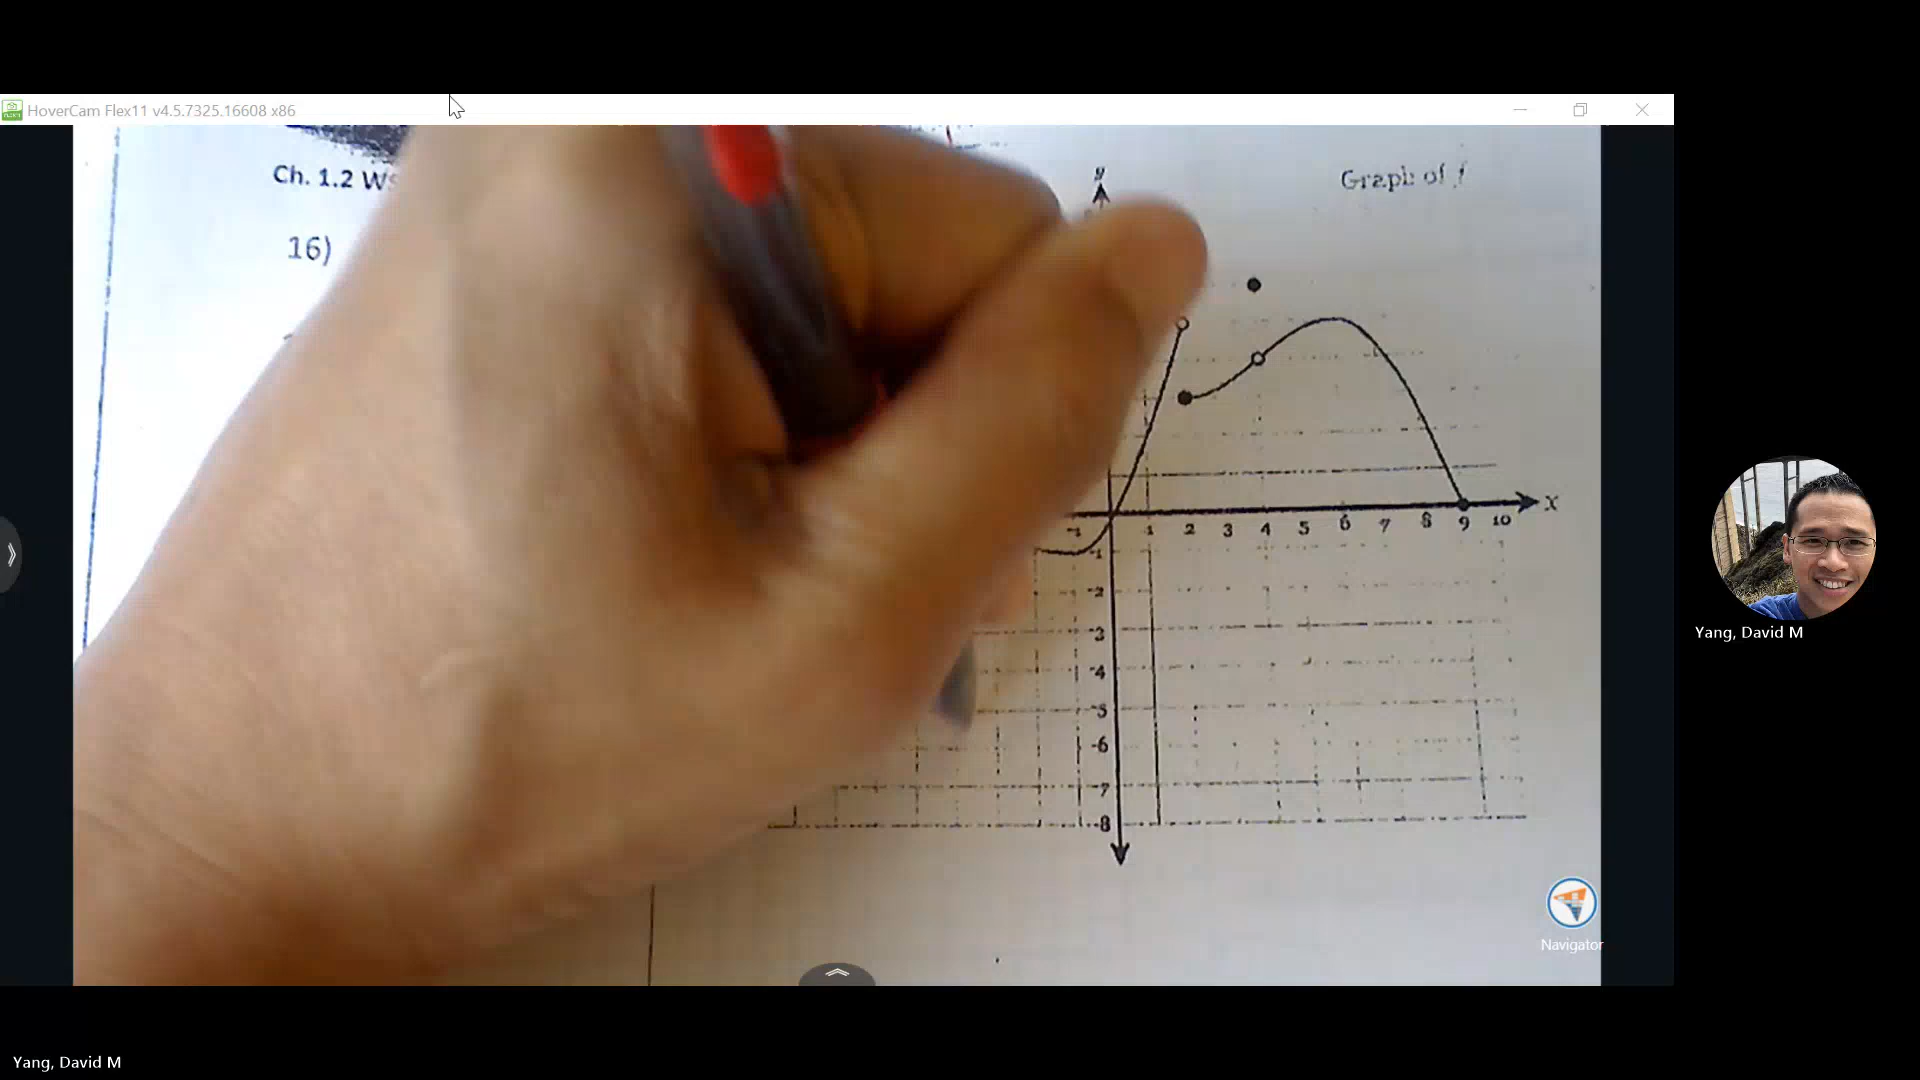 HoverCam Flex11 v4.5.7325.16608 x86
Ch. 1.2
16)
y
Graph of f
x
-1 1 2 3 4 5 6 7 8 9 10
-1
-2
-3
-4
-5
-6
-7
-8
Navigator
Yang, David M
Yang, David M